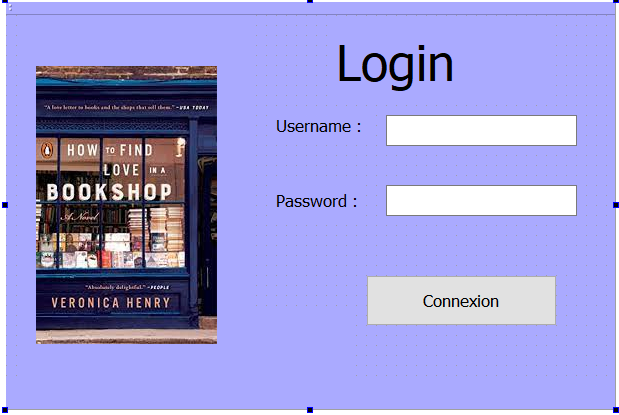 Login
Username :
Password :
Connexion
"A love letter to books and the shops that sell them." —USA TODAY
HOW TO FIND
LOVE IN A
BOOKSHOP
A Novel
"Absolutely delightful." —PEOPLE
VERONICA HENRY